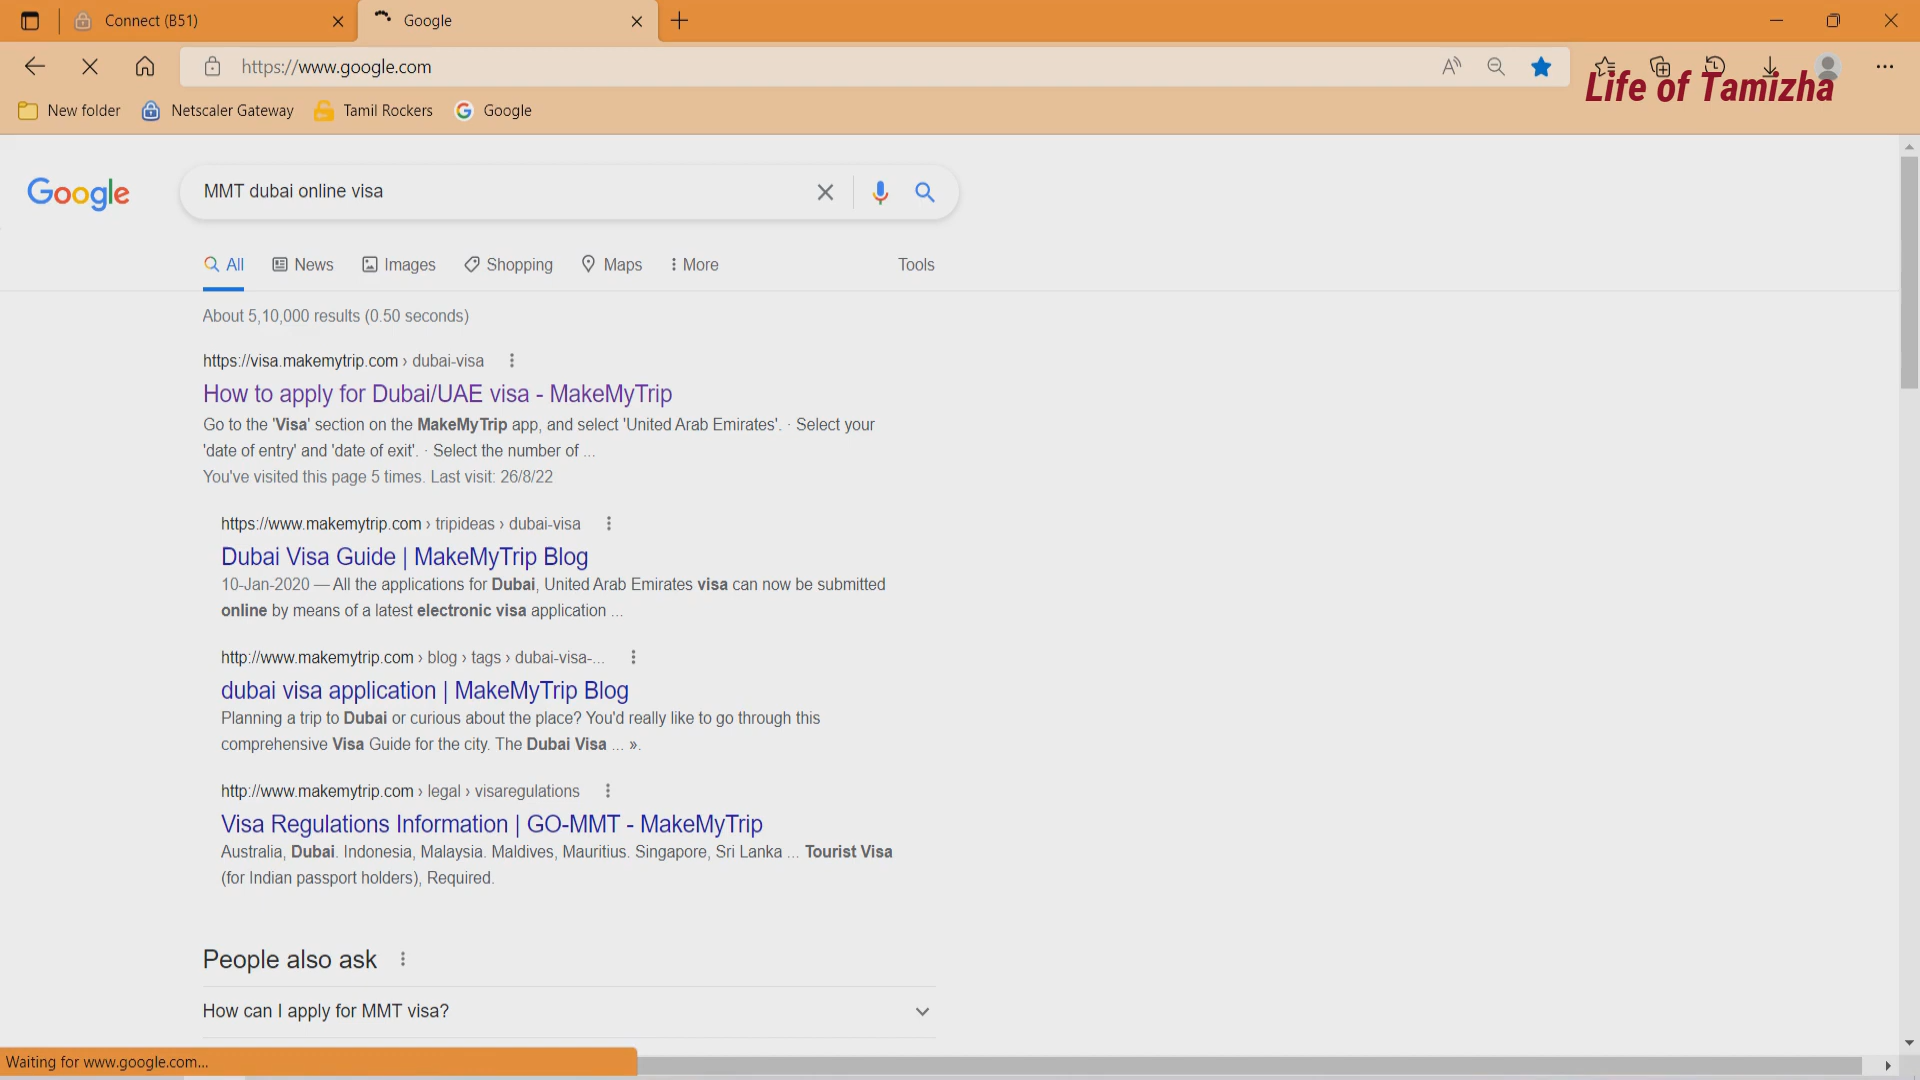 Connect (B51)
Google
https://www.google.com
Life of Tamizha
New folder
Netscaler Gateway
Tamil Rockers
Google
Google
MMT dubai online visa
All
News
Images
Shopping
Maps
More
Tools
About 5,10,000 results (0.50 seconds)
https://visa.makemytrip.com › dubai-visa
How to apply for Dubai/UAE visa - MakeMyTrip
Go to the 'Visa' section on the MakeMyTrip app, and select 'United Arab Emirates'. · Select your
'date of entry' and 'date of exit'. · Select the number of ...
You've visited this page 5 times. Last visit: 26/8/22
https://www.makemytrip.com › tripideas › dubai-visa
Dubai Visa Guide | MakeMyTrip Blog
10-Jan-2020 — All the applications for Dubai, United Arab Emirates visa can now be submitted
online by means of a latest electronic visa application ...
http://www.makemytrip.com › blog › tags › dubai-visa-...
dubai visa application | MakeMyTrip Blog
Planning a trip to Dubai or curious about the place? You'd really like to go through this
comprehensive Visa Guide for the city. The Dubai Visa ... ».
http://www.makemytrip.com › legal › visaregulations
Visa Regulations Information | GO-MMT - MakeMyTrip
Australia, Dubai. Indonesia, Malaysia. Maldives, Mauritius. Singapore, Sri Lanka ... Tourist Visa
(for Indian passport holders), Required.
People also ask
How can I apply for MMT visa?
Waiting for www.google.com...